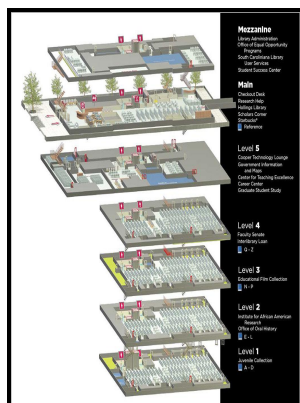 Mezzanine
Library Administration
Office of Equal Opportunity
Programs
South Caroliniana Library
User Services
Student Success Center
Main
Checkout Desk
Research Help
Hollings Library
Scholars Corner
Starbucks®
Reference
Level 5
Cooper Technology Lounge
Government Information
and Maps
Center for Teaching Excellence
Career Center
Graduate Student Study
Level 4
Faculty Senate
Interlibrary Loan
Q - Z
Level 3
Educational Film Collection
N - P
Level 2
Institute for African American
Research
Office of Oral History
E - L
Level 1
Juvenile Collection
A - D